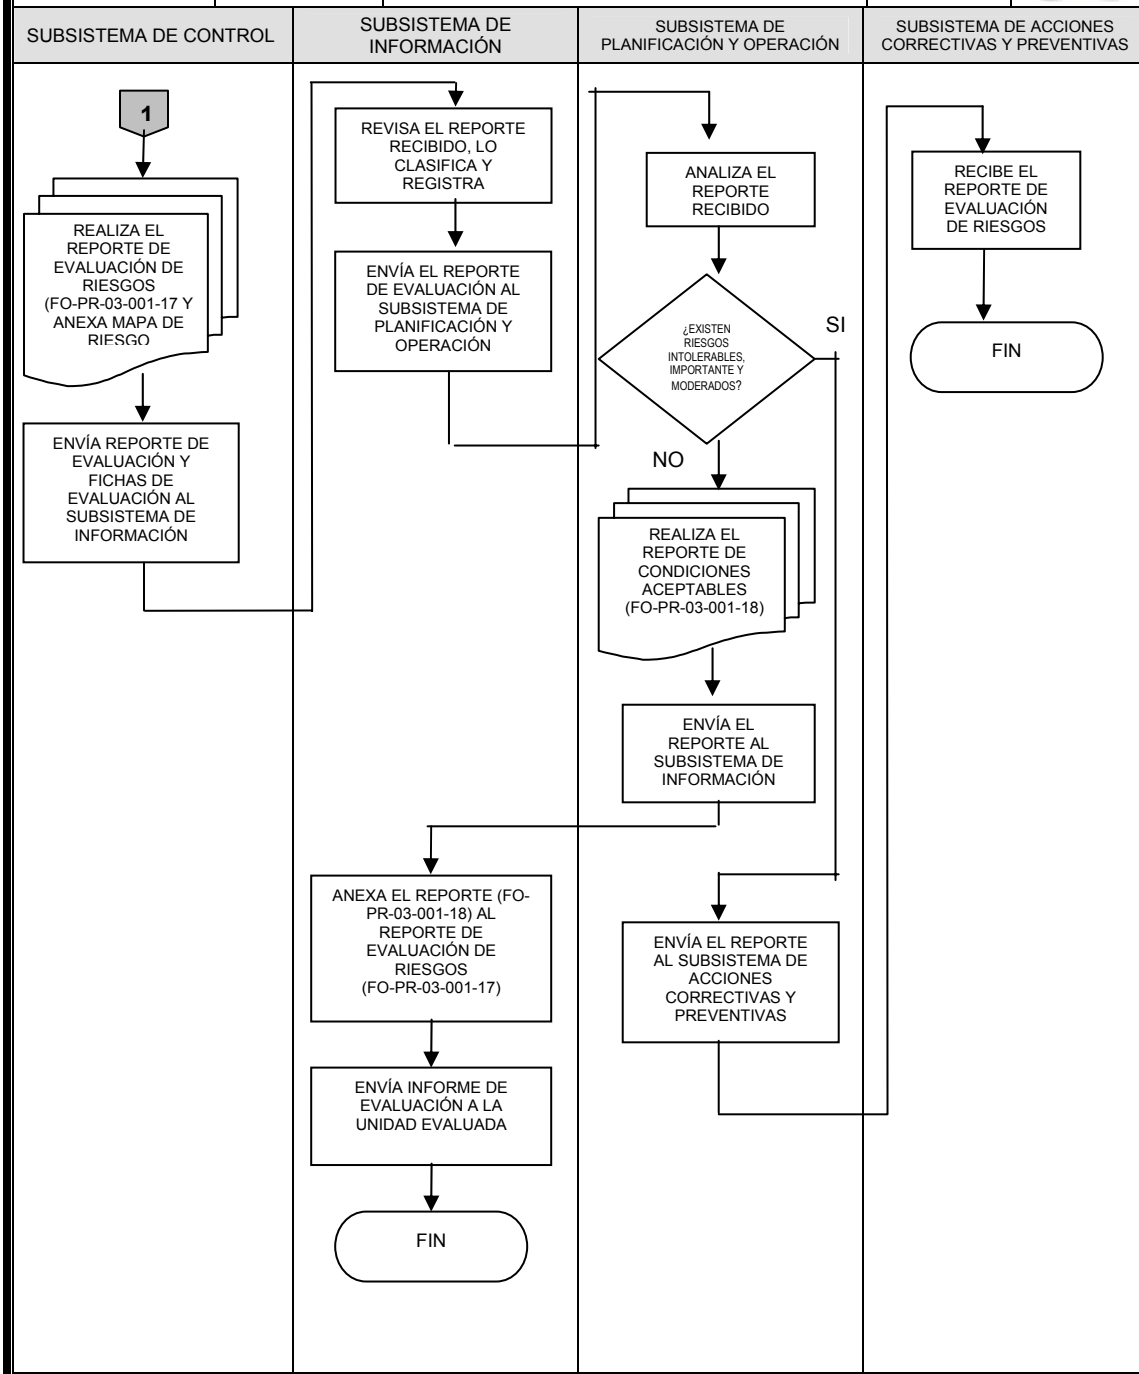 SUBSISTEMA DE CONTROL
SUBSISTEMA DE
INFORMACIÓN
SUBSISTEMA DE
PLANIFICACIÓN Y OPERACIÓN
SUBSISTEMA DE ACCIONES
CORRECTIVAS Y PREVENTIVAS
1
REALIZA EL
REPORTE DE
EVALUACIÓN DE
RIESGOS
(FO-PR-03-001-17 Y
ANEXA MAPA DE
RIESGO
ENVÍA REPORTE DE
EVALUACIÓN Y
FICHAS DE
EVALUACIÓN AL
SUBSISTEMA DE
INFORMACIÓN
REVISA EL REPORTE
RECIBIDO, LO
CLASIFICA Y
REGISTRA
ENVÍA EL REPORTE
DE EVALUACIÓN AL
SUBSISTEMA DE
PLANIFICACIÓN Y
OPERACIÓN
ANALIZA EL
REPORTE
RECIBIDO
¿EXISTEN
RIESGOS
INTOLERABLES,
IMPORTANTE Y
MODERADOS?
SI
NO
REALIZA EL
REPORTE DE
CONDICIONES
ACEPTABLES
(FO-PR-03-001-18)
ENVÍA EL
REPORTE AL
SUBSISTEMA DE
INFORMACIÓN
ANEXA EL REPORTE (FO-
PR-03-001-18) AL
REPORTE DE
EVALUACIÓN DE
RIESGOS
(FO-PR-03-001-17)
ENVÍA INFORME DE
EVALUACIÓN A LA
UNIDAD EVALUADA
FIN
ENVÍA EL REPORTE
AL SUBSISTEMA DE
ACCIONES
CORRECTIVAS Y
PREVENTIVAS
RECIBE EL
REPORTE DE
EVALUACIÓN
DE RIESGOS
FIN